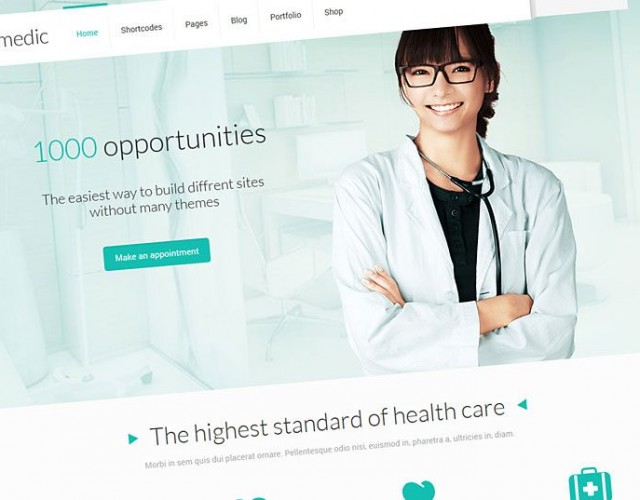 medic
Home Shortcodes Pages Blog Portfolio Shop
1000 opportunities
The easiest way to build diffrent sites
without many themes
Make an appointment
The highest standard of health care
Morbi in sem quis dui placerat ornare. Pellentesque odio nisi, euismod in, pharetra a, ultricies in, diam.